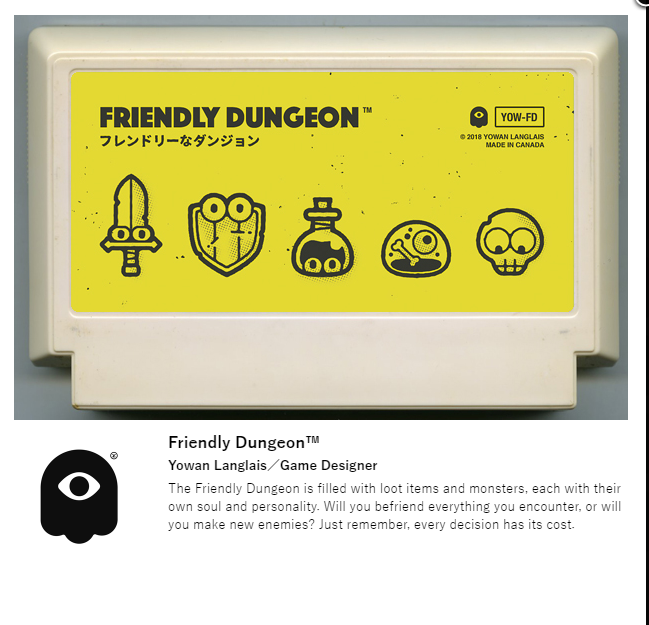 FRIENDLY DUNGEON™
フレンドリーなダンジョン
YOW-FD
© 2018 YOWAN LANGLAIS
MADE IN CANADA
®
Friendly Dungeon™
Yowan Langlais／Game Designer
The Friendly Dungeon is filled with loot items and monsters, each with their
own soul and personality. Will you befriend everything you encounter, or will
you make new enemies? Just remember, every decision has its cost.